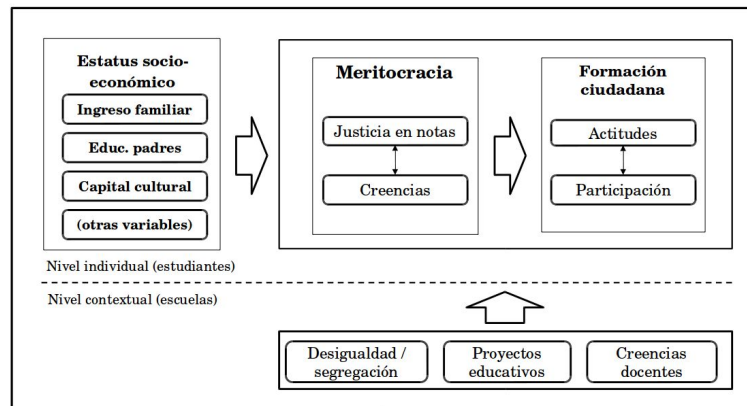 Estatus socio-
económico
Ingreso familiar
Educ. padres
Capital cultural
(otras variables)
Meritocracia
Justicia en notas
Creencias
Formación
ciudadana
Actitudes
Participación
Nivel individual (estudiantes)
Nivel contextual (escuelas)
Desigualdad /
segregación
Proyectos
educativos
Creencias
docentes